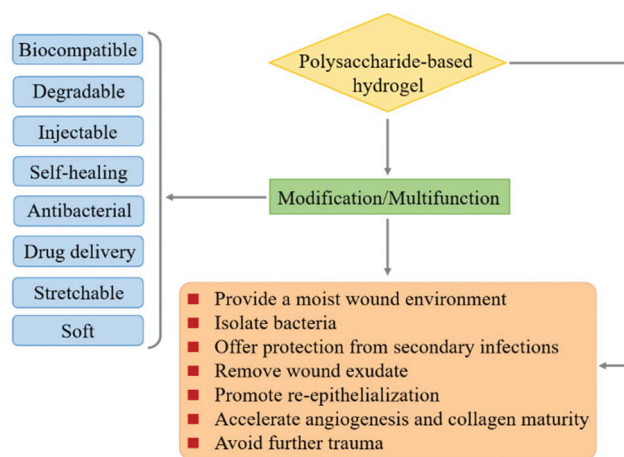 Biocompatible
Degradable
Injectable
Self-healing
Antibacterial
Drug delivery
Stretchable
Soft
Polysaccharide-based
hydrogel
Modification/Multifunction
Provide a moist wound environment
Isolate bacteria
Offer protection from secondary infections
Remove wound exudate
Promote re-epithelialization
Accelerate angiogenesis and collagen maturity
Avoid further trauma